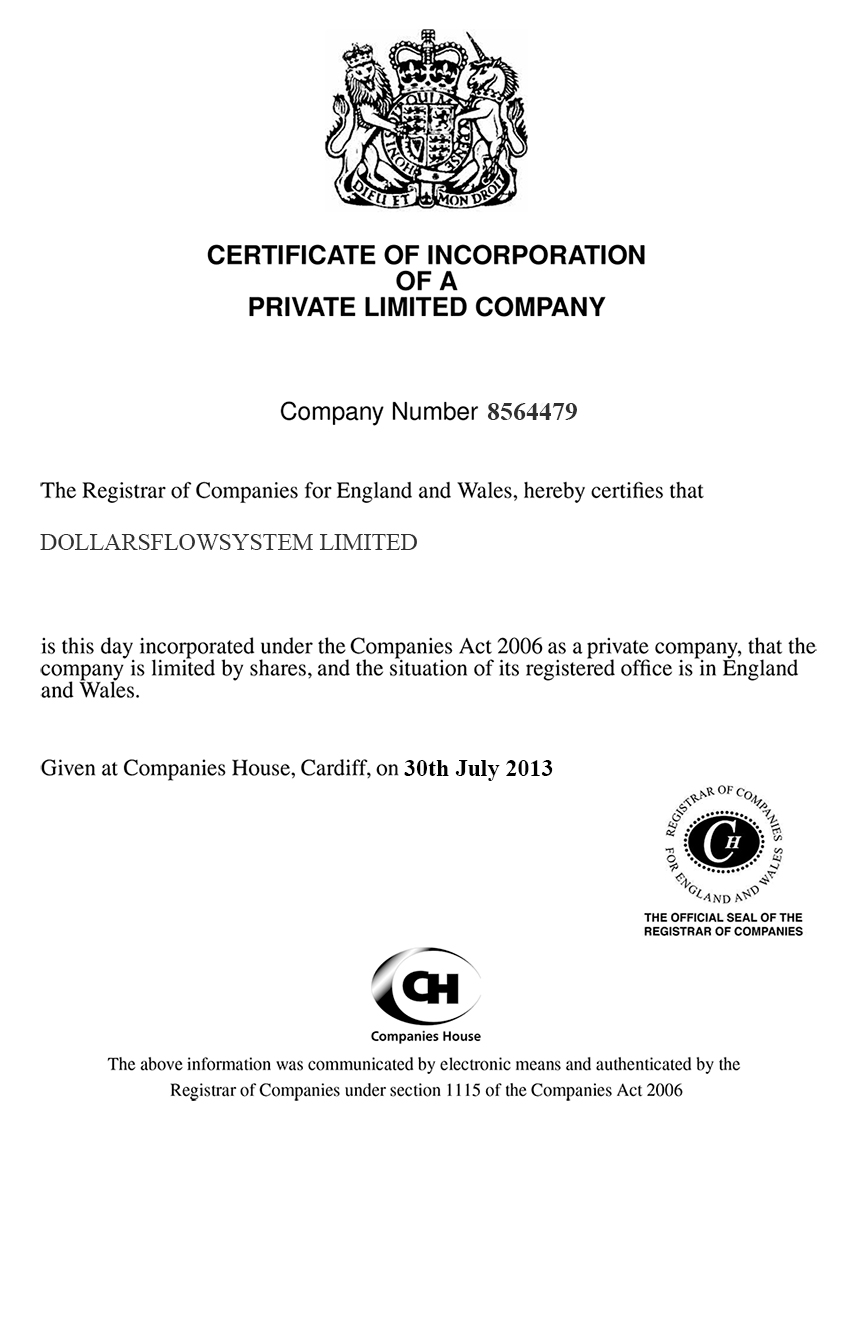 QUI M
HONI
PENSE
DIEU ET MON DROIT
CERTIFICATE OF INCORPORATION
OF A
PRIVATE LIMITED COMPANY
Company Number 8564479
The Registrar of Companies for England and Wales, hereby certifies that
DOLLARSFLOWSYSTEM LIMITED
is this day incorporated under the Companies Act 2006 as a private company, that the
company is limited by shares, and the situation of its registered office is in England
and Wales.
Given at Companies House, Cardiff, on 30th July 2013
REGISTRAR OF COMPANIES
FOR ENGLAND AND WALES
CH
THE OFFICIAL SEAL OF THE
REGISTRAR OF COMPANIES
CH
Companies House
The above information was communicated by electronic means and authenticated by the
Registrar of Companies under section 1115 of the Companies Act 2006